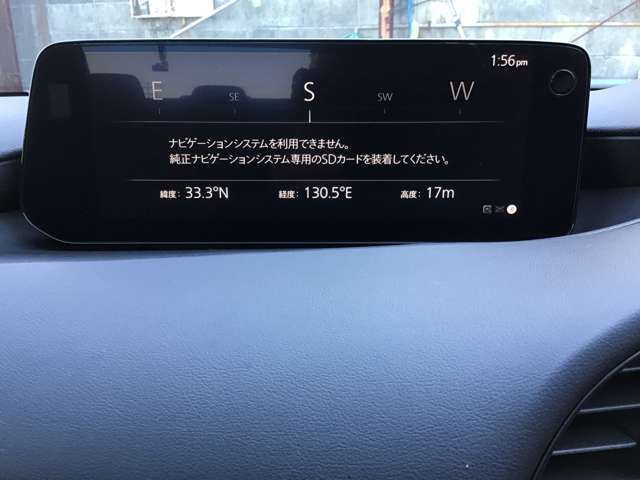 1:56pm
E SE S SW W
ナビゲーションシステムを利用できません。
純正ナビゲーションシステム専用のSDカードを装着してください。
緯度: 33.3°N 経度: 130.5°E 高度: 17m